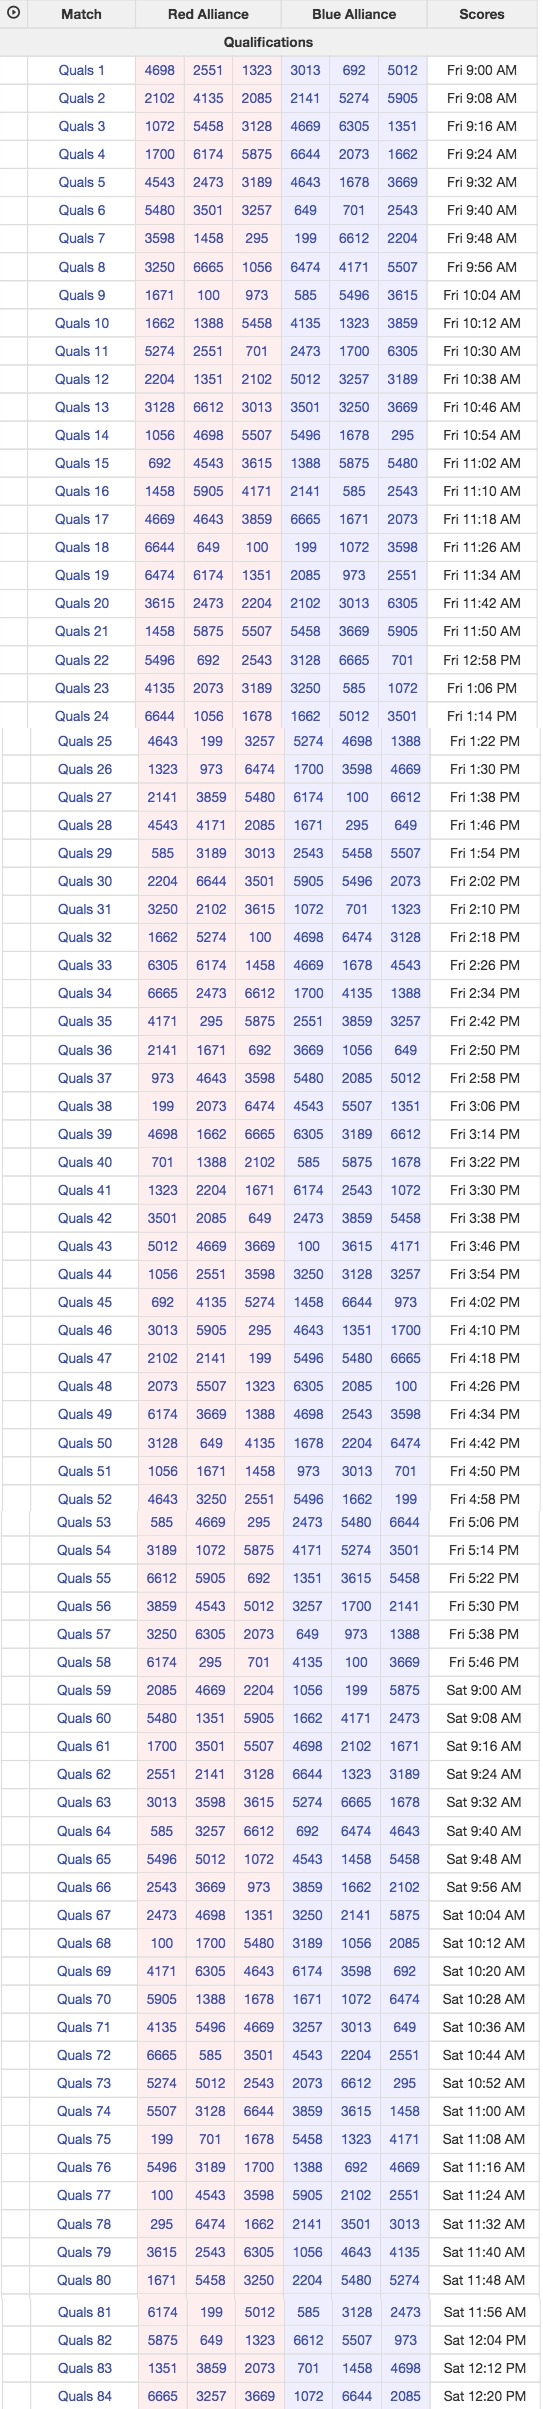 Match Red Alliance Blue Alliance Scores
Qualifications
Quals 1 4698 2551 1323 3013 692 5012 Fri 9:00 AM
Quals 2 2102 4135 2085 2141 5274 5905 Fri 9:08 AM
Quals 3 1072 5458 3128 4669 6305 1351 Fri 9:16 AM
Quals 4 1700 6174 5875 6644 2073 1662 Fri 9:24 AM
Quals 5 4543 2473 3189 4643 1678 3669 Fri 9:32 AM
Quals 6 5480 3501 3257 649 701 2543 Fri 9:40 AM
Quals 7 3598 1458 295 199 6612 2204 Fri 9:48 AM
Quals 8 3250 6665 1056 6474 4171 5507 Fri 9:56 AM
Quals 9 1671 100 973 585 5496 3615 Fri 10:04 AM
Quals 10 1662 1388 5458 4135 1323 3859 Fri 10:12 AM
Quals 11 5274 2551 701 2473 1700 6305 Fri 10:30 AM
Quals 12 2204 1351 2102 5012 3257 3189 Fri 10:38 AM
Quals 13 3128 6612 3013 3501 3250 3669 Fri 10:46 AM
Quals 14 1056 4698 5507 5496 1678 295 Fri 10:54 AM
Quals 15 692 4543 3615 1388 5875 5480 Fri 11:02 AM
Quals 16 1458 5905 4171 2141 585 2543 Fri 11:10 AM
Quals 17 4669 4643 3859 6665 1671 2073 Fri 11:18 AM
Quals 18 6644 649 100 199 1072 3598 Fri 11:26 AM
Quals 19 6474 6174 1351 2085 973 2551 Fri 11:34 AM
Quals 20 3615 2473 2204 2102 3013 6305 Fri 11:42 AM
Quals 21 1458 5875 5507 5458 3669 5905 Fri 11:50 AM
Quals 22 5496 692 2543 3128 6665 701 Fri 12:58 PM
Quals 23 4135 2073 3189 3250 585 1072 Fri 1:06 PM
Quals 24 6644 1056 1678 1662 5012 3501 Fri 1:14 PM
Quals 25 4643 199 3257 5274 4698 1388 Fri 1:22 PM
Quals 26 1323 973 6474 1700 3598 4669 Fri 1:30 PM
Quals 27 2141 3859 5480 6174 100 6612 Fri 1:38 PM
Quals 28 4543 4171 2085 1671 295 649 Fri 1:46 PM
Quals 29 585 3189 3013 2543 5458 5507 Fri 1:54 PM
Quals 30 2204 6644 3501 5905 5496 2073 Fri 2:02 PM
Quals 31 3250 2102 3615 1072 701 1323 Fri 2:10 PM
Quals 32 1662 5274 100 4698 6474 3128 Fri 2:18 PM
Quals 33 6305 6174 1458 4669 1678 4543 Fri 2:26 PM
Quals 34 6665 2473 6612 1700 4135 1388 Fri 2:34 PM
Quals 35 4171 295 5875 2551 3859 3257 Fri 2:42 PM
Quals 36 2141 1671 692 3669 1056 649 Fri 2:50 PM
Quals 37 973 4643 3598 5480 2085 5012 Fri 2:58 PM
Quals 38 199 2073 6474 4543 5507 1351 Fri 3:06 PM
Quals 39 4698 1662 6665 6305 3189 6612 Fri 3:14 PM
Quals 40 701 1388 2102 585 5875 1678 Fri 3:22 PM
Quals 41 1323 2204 1671 6174 2543 1072 Fri 3:30 PM
Quals 42 3501 2085 649 2473 3859 5458 Fri 3:38 PM
Quals 43 5012 4669 3669 100 3615 4171 Fri 3:46 PM
Quals 44 1056 2551 3598 3250 3128 3257 Fri 3:54 PM
Quals 45 692 4135 5274 1458 6644 973 Fri 4:02 PM
Quals 46 3013 5905 295 4643 1351 1700 Fri 4:10 PM
Quals 47 2102 2141 199 5496 5480 6665 Fri 4:18 PM
Quals 48 2073 5507 1323 6305 2085 100 Fri 4:26 PM
Quals 49 6174 3669 1388 4698 2543 3598 Fri 4:34 PM
Quals 50 3128 649 4135 1678 2204 6474 Fri 4:42 PM
Quals 51 1056 1671 1458 973 3013 701 Fri 4:50 PM
Quals 52 4643 3250 2551 5496 1662 199 Fri 4:58 PM
Quals 53 585 4669 295 2473 5480 6644 Fri 5:06 PM
Quals 54 3189 1072 5875 4171 5274 3501 Fri 5:14 PM
Quals 55 6612 5905 692 1351 3615 5458 Fri 5:22 PM
Quals 56 3859 4543 5012 3257 1700 2141 Fri 5:30 PM
Quals 57 3250 6305 2073 649 973 1388 Fri 5:38 PM
Quals 58 6174 295 701 4135 100 3669 Fri 5:46 PM
Quals 59 2085 4669 2204 1056 199 5875 Sat 9:00 AM
Quals 60 5480 1351 5905 1662 4171 2473 Sat 9:08 AM
Quals 61 1700 3501 5507 4698 2102 1671 Sat 9:16 AM
Quals 62 2551 2141 3128 6644 1323 3189 Sat 9:24 AM
Quals 63 3013 3598 3615 5274 6665 1678 Sat 9:32 AM
Quals 64 585 3257 6612 692 6474 4643 Sat 9:40 AM
Quals 65 5496 5012 1072 4543 1458 5458 Sat 9:48 AM
Quals 66 2543 3669 973 3859 1662 2102 Sat 9:56 AM
Quals 67 2473 4698 1351 3250 2141 5875 Sat 10:04 AM
Quals 68 100 1700 5480 3189 1056 2085 Sat 10:12 AM
Quals 69 4171 6305 4643 6174 3598 692 Sat 10:20 AM
Quals 70 5905 1388 1678 1671 1072 6474 Sat 10:28 AM
Quals 71 4135 5496 4669 3257 3013 649 Sat 10:36 AM
Quals 72 6665 585 3501 4543 2204 2551 Sat 10:44 AM
Quals 73 5274 5012 2543 2073 6612 295 Sat 10:52 AM
Quals 74 5507 3128 6644 3859 3615 1458 Sat 11:00 AM
Quals 75 199 701 1678 5458 1323 4171 Sat 11:08 AM
Quals 76 5496 3189 1700 1388 692 4669 Sat 11:16 AM
Quals 77 100 4543 3598 5905 2102 2551 Sat 11:24 AM
Quals 78 295 6474 1662 2141 3501 3013 Sat 11:32 AM
Quals 79 3615 2543 6305 1056 4643 4135 Sat 11:40 AM
Quals 80 1671 5458 3250 2204 5480 5274 Sat 11:48 AM
Quals 81 6174 199 5012 585 3128 2473 Sat 11:56 AM
Quals 82 5875 649 1323 6612 5507 973 Sat 12:04 PM
Quals 83 1351 3859 2073 701 1458 4698 Sat 12:12 PM
Quals 84 6665 3257 3669 1072 6644 2085 Sat 12:20 PM